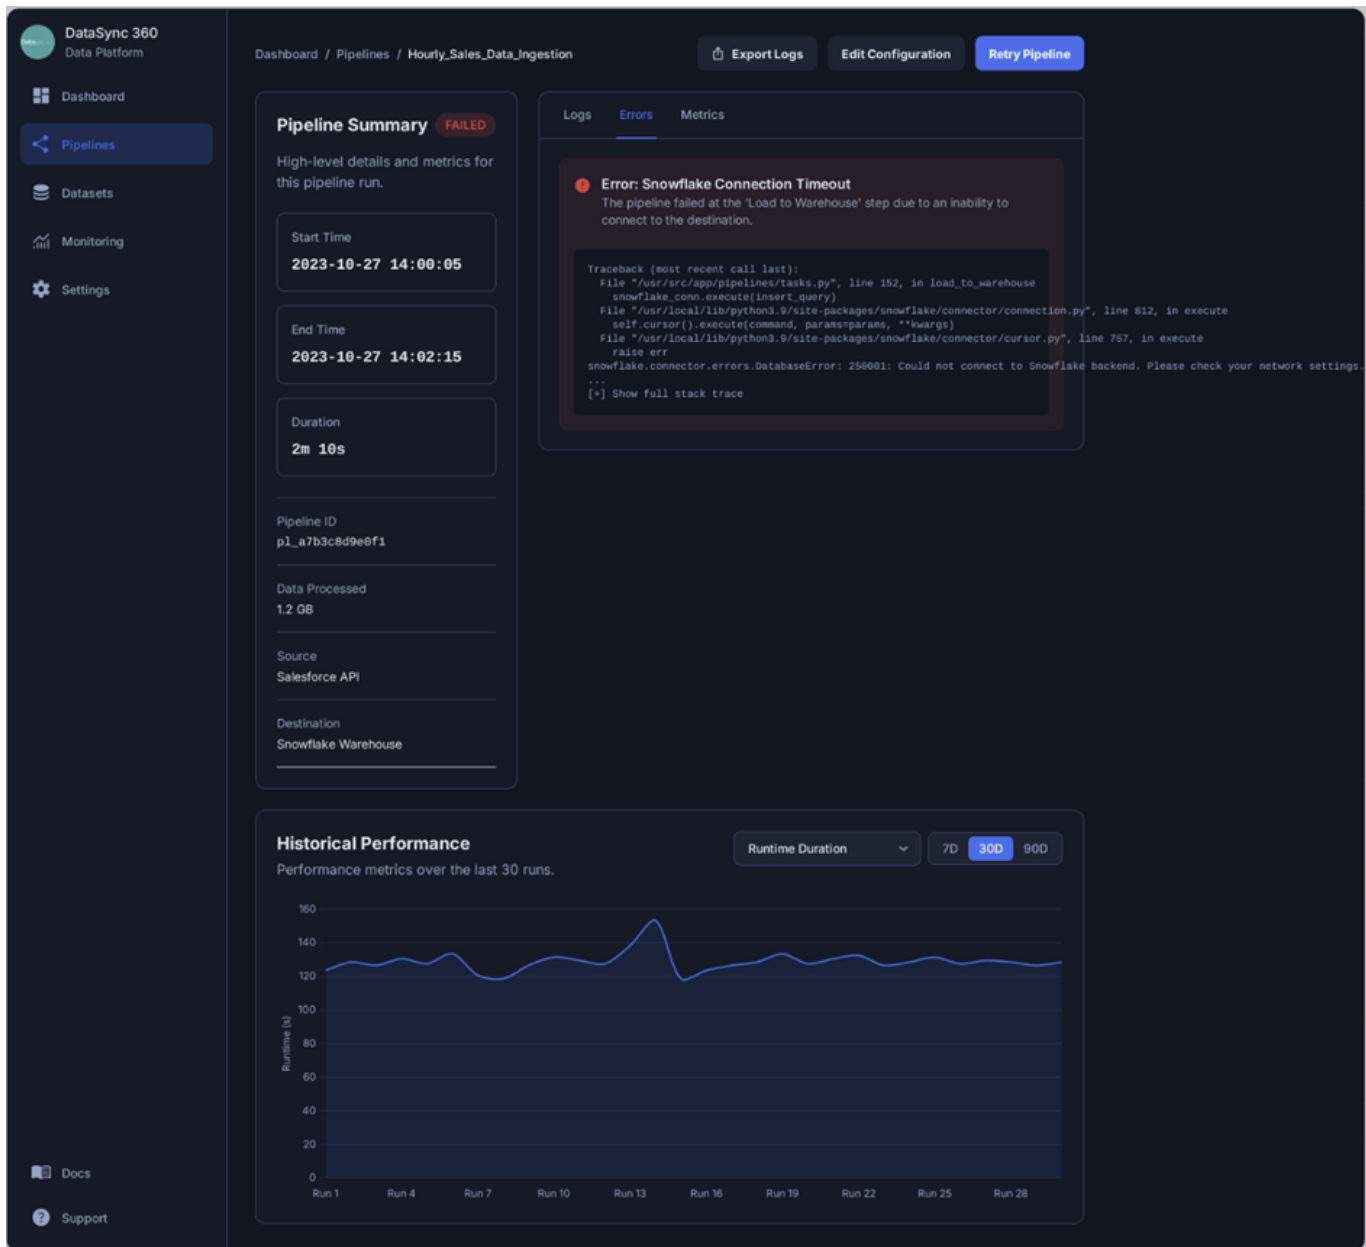 DataSync 360
Data Platform
Dashboard
Pipelines
Datasets
Monitoring
Settings
Docs
Support
Dashboard / Pipelines / Hourly_Sales_Data_Ingestion
Export Logs
Edit Configuration
Retry Pipeline
Pipeline Summary
FAILED
High-level details and metrics for
this pipeline run.
Start Time
2023-10-27 14:00:05
End Time
2023-10-27 14:02:15
Duration
2m 10s
Pipeline ID
pl_a7b3c8d9e0f1
Data Processed
1.2 GB
Source
Salesforce API
Destination
Snowflake Warehouse
Logs
Errors
Metrics
Error: Snowflake Connection Timeout
The pipeline failed at the 'Load to Warehouse' step due to an inability to
connect to the destination.
Traceback (most recent call last):
File "/usr/src/app/pipelines/tasks.py", line 152, in load_to_warehouse
snowflake_conn.execute(insert_query)
File "/usr/local/lib/python3.9/site-packages/snowflake/connector/connection.py", line 812, in execute
self.cursor().execute(command, params=params, **kwargs)
File "/usr/local/lib/python3.9/site-packages/snowflake/connector/cursor.py", line 757, in execute
raise err
snowflake.connector.errors.DatabaseError: 250001: Could not connect to Snowflake backend. Please check your network settings.
...
[+] Show full stack trace
Historical Performance
Performance metrics over the last 30 runs.
Runtime Duration
7D
30D
90D
Runtime (s)
160
140
120
100
80
60
40
20
0
Run 1
Run 4
Run 7
Run 10
Run 13
Run 16
Run 19
Run 22
Run 25
Run 28